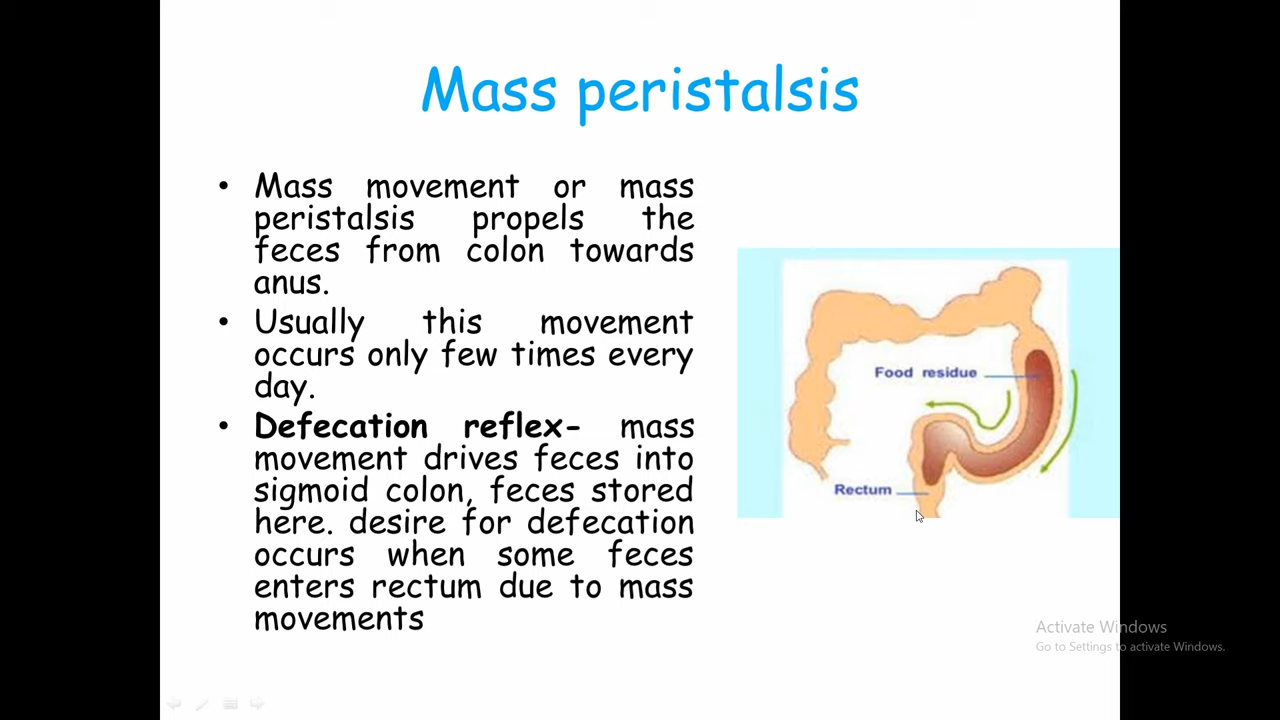 Mass peristalsis
• Mass movement or mass
peristalsis propels the
feces from colon towards
anus.
• Usually this movement
occurs only few times every
day.
• Defecation reflex- mass
movement drives feces into
sigmoid colon, feces stored
here. desire for defecation
occurs when some feces
enters rectum due to mass
movements
Food residue
Rectum
Activate Windows
Go to Settings to activate Windows.